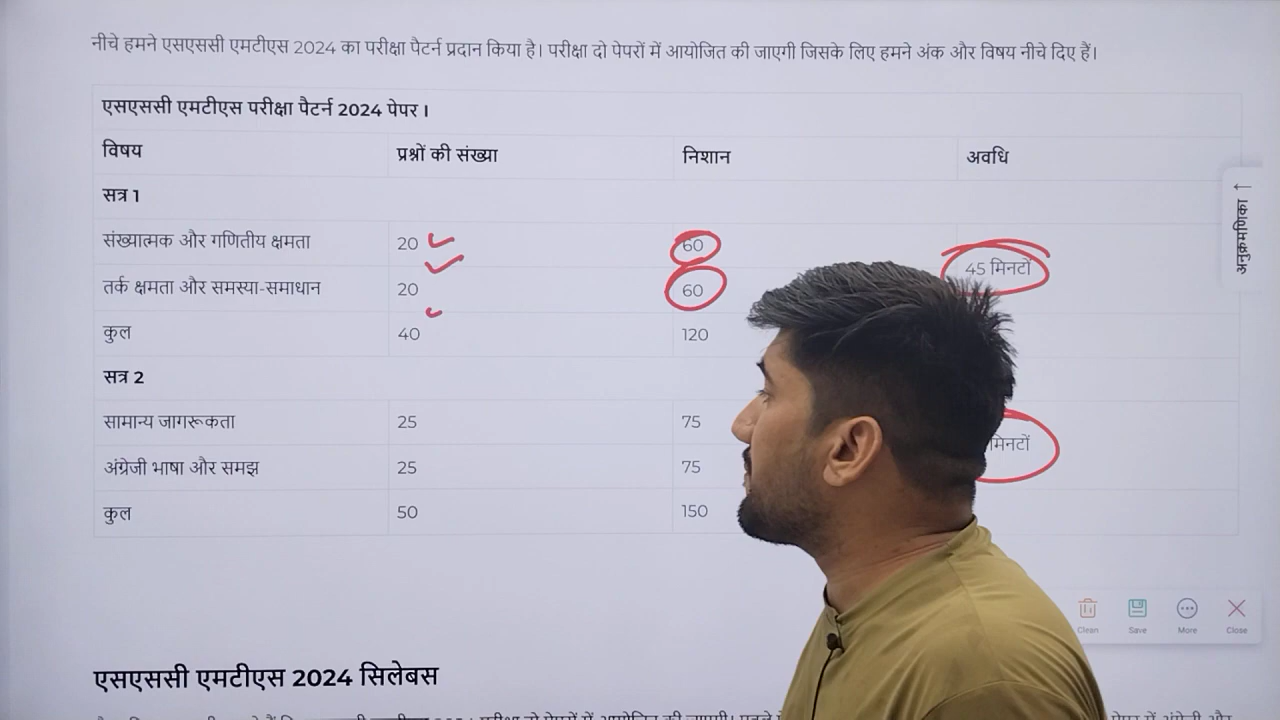 नीचे हमने एसएससी एमटीएस 2024 का परीक्षा पैटर्न प्रदान किया है। परीक्षा दो पेपरों में आयोजित की जाएगी जिसके लिए हमने अंक और विषय नीचे दिए हैं।
एसएससी एमटीएस परीक्षा पैटर्न 2024 पेपर I
विषय प्रश्नों की संख्या निशान अवधि
सत्र 1
संख्यात्मक और गणितीय क्षमता 20 60
45 मिनटों
तर्क क्षमता और समस्या-समाधान 20 60
कुल 40 120
सत्र 2
सामान्य जागरूकता 25 75
मिनटों
अंग्रेजी भाषा और समझ 25 75
कुल 50 150
अनुक्रमणिका ↑
Clean Save More Close
एसएससी एमटीएस 2024 सिलेबस